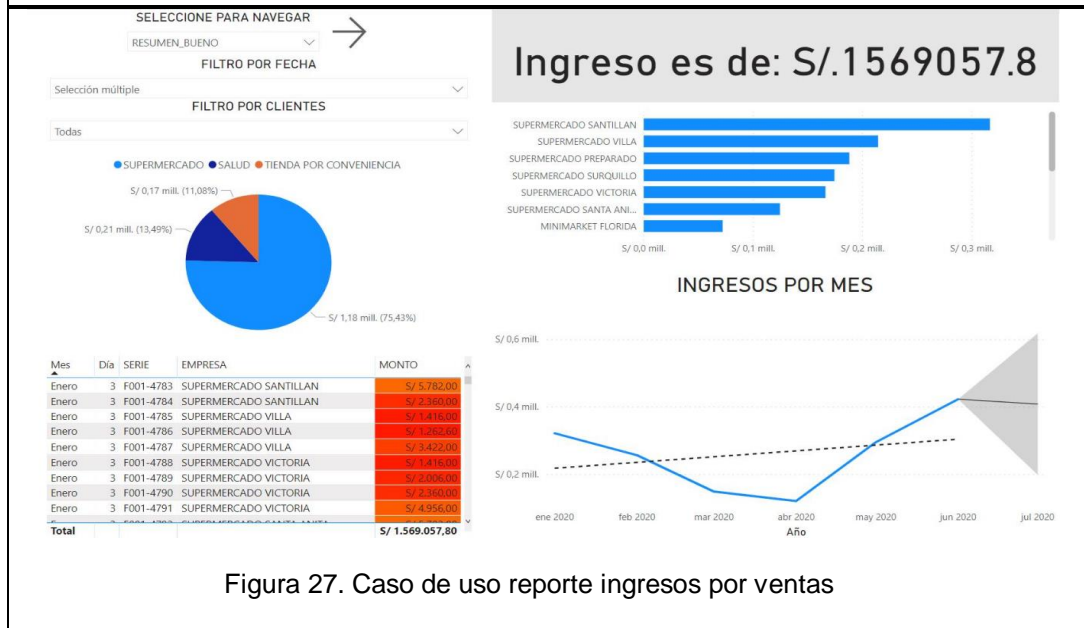 SELECCIONE PARA NAVEGAR
RESUMEN_BUENO
FILTRO POR FECHA
Selección múltiple
FILTRO POR CLIENTES
Todas
SUPERMERCADO SALUD TIENDA POR CONVENIENCIA
S/ 0,17 mill. (11,08%)
S/ 0,21 mill. (13,49%)
S/ 1,18 mill. (75,43%)
Mes Día SERIE EMPRESA MONTO
Enero 3 F001-4783 SUPERMERCADO SANTILLAN S/ 5.782,00
Enero 3 F001-4784 SUPERMERCADO SANTILLAN S/ 2.360,00
Enero 3 F001-4785 SUPERMERCADO VILLA S/ 1.416,00
Enero 3 F001-4786 SUPERMERCADO VILLA S/ 1.262,60
Enero 3 F001-4787 SUPERMERCADO VILLA S/ 3.422,00
Enero 3 F001-4788 SUPERMERCADO VICTORIA S/ 1.416,00
Enero 3 F001-4789 SUPERMERCADO VICTORIA S/ 2.006,00
Enero 3 F001-4790 SUPERMERCADO VICTORIA S/ 2.360,00
Enero 3 F001-4791 SUPERMERCADO VICTORIA S/ 4.956,00
Total S/ 1.569.057,80
Ingreso es de: S/.1569057.8
SUPERMERCADO SANTILLAN
SUPERMERCADO VILLA
SUPERMERCADO PREPARADO
SUPERMERCADO SURQUILLO
SUPERMERCADO VICTORIA
SUPERMERCADO SANTA ANI...
MINIMARKET FLORIDA
S/ 0,0 mill. S/ 0,1 mill. S/ 0,2 mill. S/ 0,3 mill.
INGRESOS POR MES
S/ 0,6 mill.
S/ 0,4 mill.
S/ 0,2 mill.
ene 2020 feb 2020 mar 2020 abr 2020 may 2020 jun 2020 jul 2020
Año
Figura 27. Caso de uso reporte ingresos por ventas